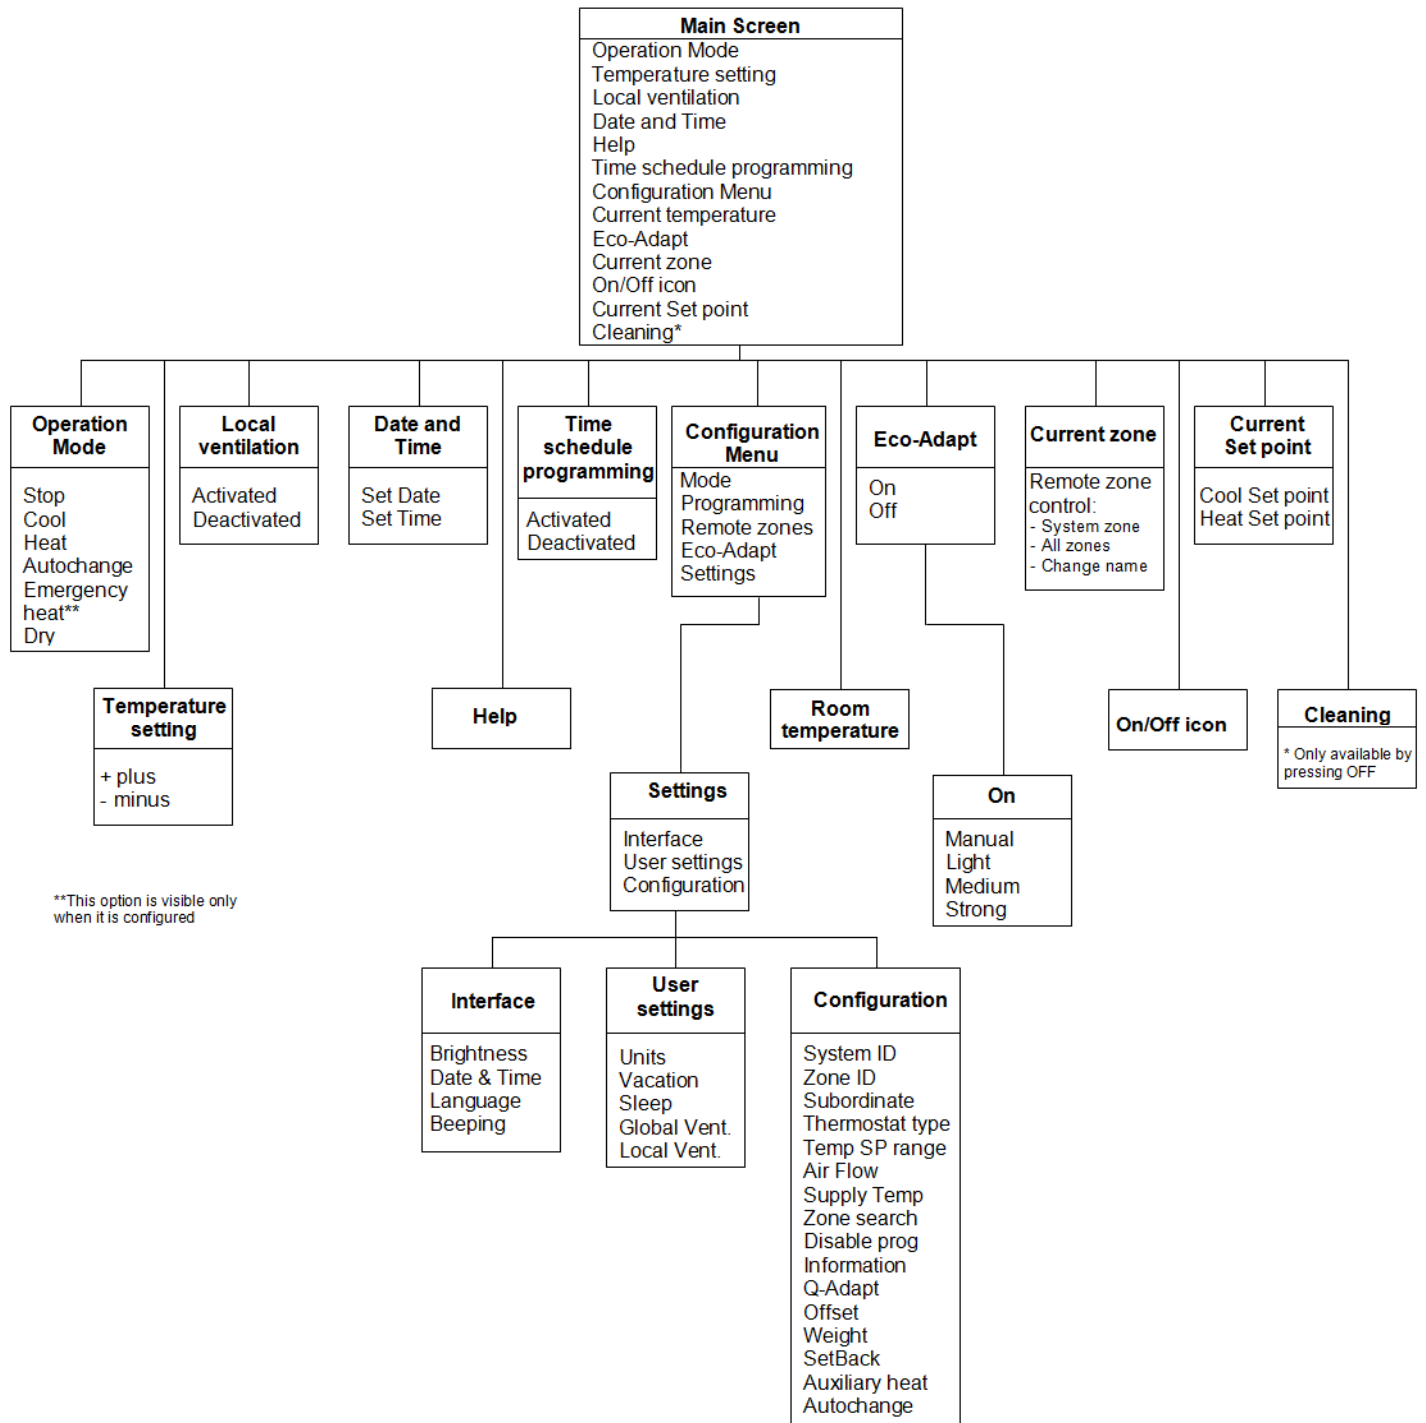 Main Screen
Operation Mode
Temperature setting
Local ventilation
Date and Time
Help
Time schedule programming
Configuration Menu
Current temperature
Eco-Adapt
Current zone
On/Off icon
Current Set point
Cleaning*
Operation
Mode
Stop
Cool
Heat
Autochange
Emergency
heat**
Dry
Local
ventilation
Activated
Deactivated
Date and
Time
Set Date
Set Time
Time
schedule
programming
Activated
Deactivated
Configuration
Menu
Mode
Programming
Remote zones
Eco-Adapt
Settings
Eco-Adapt
On
Off
Current zone
Remote zone
control:
- System zone
- All zones
- Change name
Current
Set point
Cool Set point
Heat Set point
Temperature
setting
+ plus
- minus
Help
Room
temperature
On/Off icon
Cleaning
* Only available by
pressing OFF
Settings
Interface
User settings
Configuration
On
Manual
Light
Medium
Strong
**This option is visible only
when it is configured
Interface
Brightness
Date & Time
Language
Beeping
User
settings
Units
Vacation
Sleep
Global Vent.
Local Vent.
Configuration
System ID
Zone ID
Subordinate
Thermostat type
Temp SP range
Air Flow
Supply Temp
Zone search
Disable prog
Information
Q-Adapt
Offset
Weight
SetBack
Auxiliary heat
Autochange